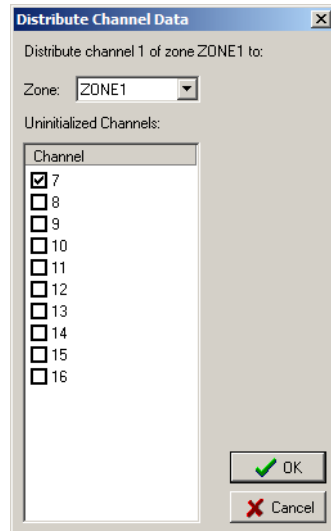 Distribute Channel Data
Distribute channel 1 of zone ZONE1 to:
Zone: ZONE1
Uninitialized Channels:
Channel
7
8
9
10
11
12
13
14
15
16
OK
Cancel